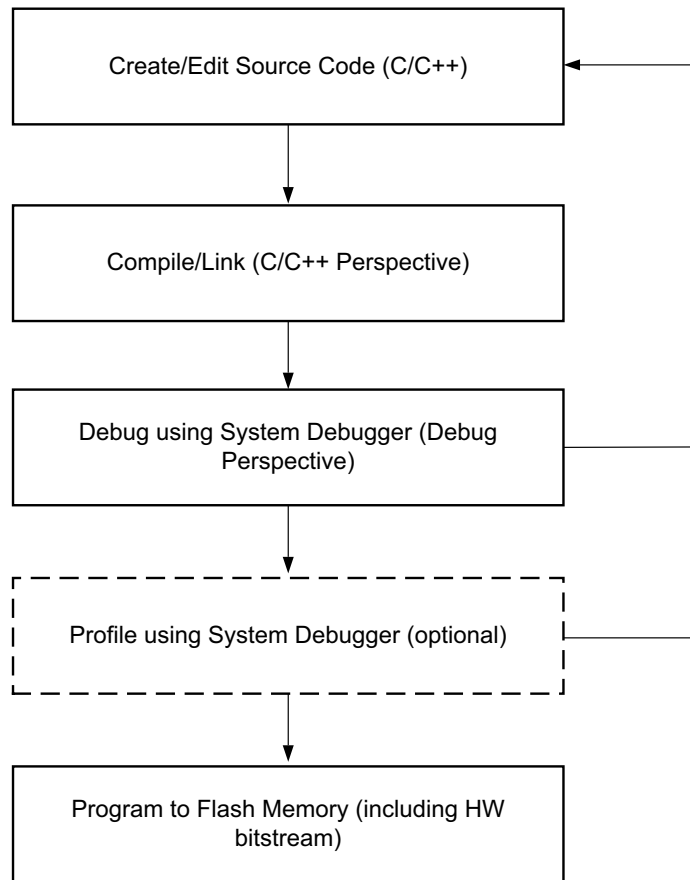 Create/Edit Source Code (C/C++)
Compile/Link (C/C++ Perspective)
Debug using System Debugger (Debug
Perspective)
Profile using System Debugger (optional)
Program to Flash Memory (including HW
bitstream)